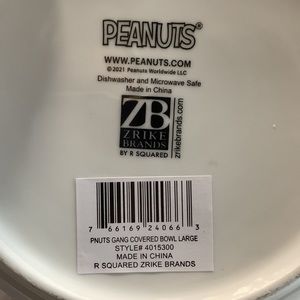 PEANUTS®
WWW.PEANUTS.COM
©2021 Peanuts Worldwide LLC
Dishwasher and Microwave Safe
Made in China
ZB
ZRIKE
BRANDS
BY R SQUARED
zrikebrands.com
7 66169 24066 3
PNUTS GANG COVERED BOWL LARGE
STYLE# 4015300
MADE IN CHINA
R SQUARED ZRIKE BRANDS